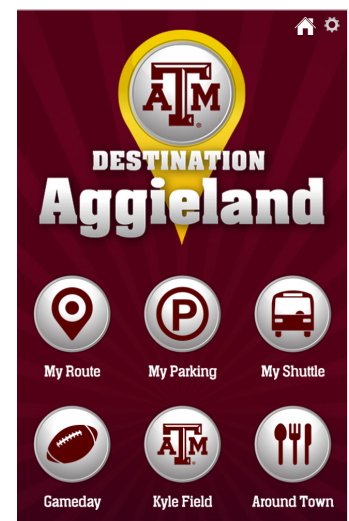 ATM
DESTINATION
Aggieland
P
My Route
My Parking
My Shuttle
ATM
Gameday
Kyle Field
Around Town